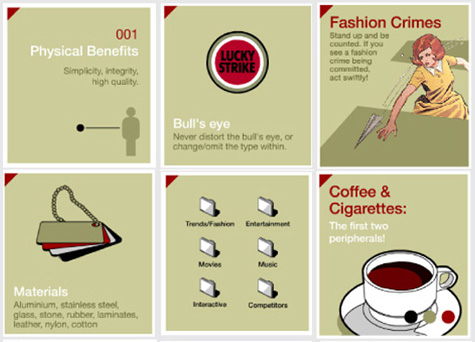 001
Physical Benefits
Simplicity, integrity,
high quality.
LUCKY
STRIKE
Bull's eye
Never distort the bull's eye, or
change/omit the type within.
Fashion Crimes
Stand up and be
counted. If you
see a fashion
crime being
committed,
act swiftly!
Materials
Aluminium, stainless steel,
glass, stone, rubber, laminates,
leather, nylon, cotton
Trends/Fashion
Entertainment
Movies
Music
Interactive
Competitors
Coffee &
Cigarettes:
The first two
peripherals!